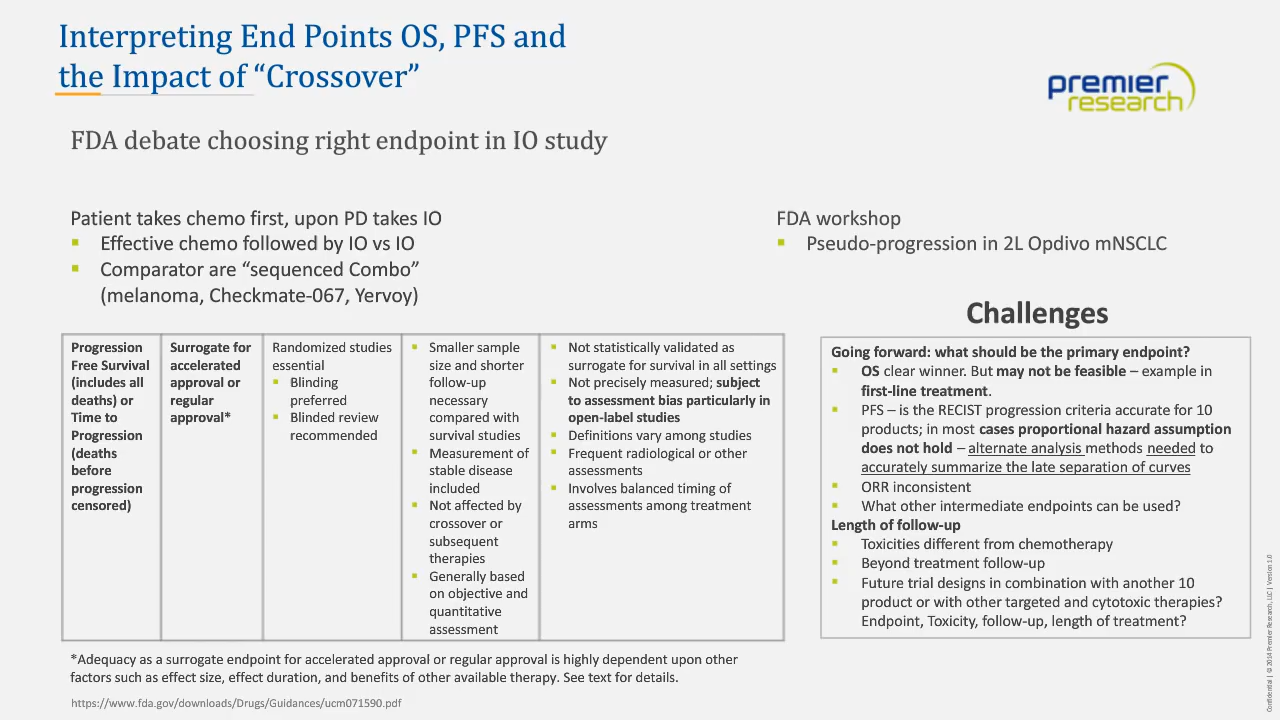 Interpreting End Points OS, PFS and
the Impact of “Crossover”
premier
research
FDA debate choosing right endpoint in IO study
Patient takes chemo first, upon PD takes IO
▪ Effective chemo followed by IO vs IO
▪ Comparator are “sequenced Combo”
(melanoma, Checkmate-067, Yervoy)
FDA workshop
▪ Pseudo-progression in 2L Opdivo mNSCLC
Progression
Free Survival
(includes all
deaths) or
Time to
Progression
(deaths
before
progression
censored)
Surrogate for
accelerated
approval or
regular
approval*
Randomized studies
essential
▪ Blinding
preferred
▪ Blinded review
recommended
▪ Smaller sample
size and shorter
follow-up
necessary
compared with
survival studies
▪ Measurement of
stable disease
included
▪ Not affected by
crossover or
subsequent
therapies
▪ Generally based
on objective and
quantitative
assessment
▪ Not statistically validated as
surrogate for survival in all settings
▪ Not precisely measured; subject
to assessment bias particularly in
open-label studies
▪ Definitions vary among studies
▪ Frequent radiological or other
assessments
▪ Involves balanced timing of
assessments among treatment
arms
Challenges
Going forward: what should be the primary endpoint?
▪ OS clear winner. But may not be feasible – example in
first-line treatment.
▪ PFS – is the RECIST progression criteria accurate for 10
products; in most cases proportional hazard assumption
does not hold – alternate analysis methods needed to
accurately summarize the late separation of curves
▪ ORR inconsistent
▪ What other intermediate endpoints can be used?
Length of follow-up
▪ Toxicities different from chemotherapy
▪ Beyond treatment follow-up
▪ Future trial designs in combination with another 10
product or with other targeted and cytotoxic therapies?
Endpoint, Toxicity, follow-up, length of treatment?
*Adequacy as a surrogate endpoint for accelerated approval or regular approval is highly dependent upon other
factors such as effect size, effect duration, and benefits of other available therapy. See text for details.
https://www.fda.gov/downloads/Drugs/Guidances/ucm071590.pdf
Confidential | © 2014 Premier Research, LLC | Version 1.0